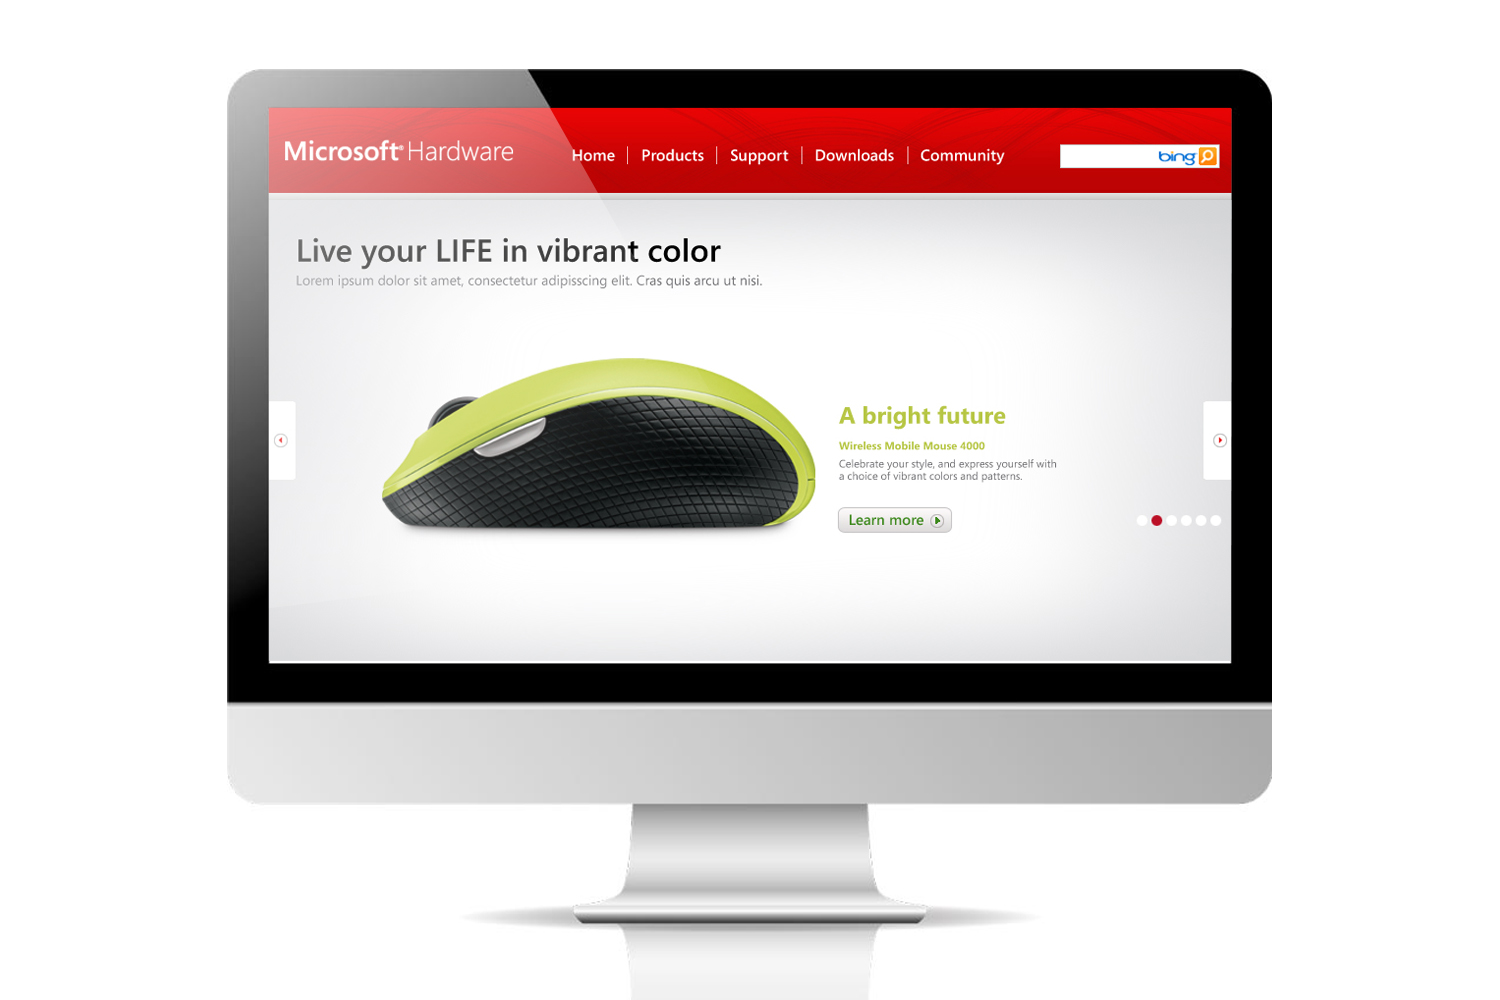 Microsoft® Hardware
Home
Products
Support
Downloads
Community
bing
Live your LIFE in vibrant color
Lorem ipsum dolor sit amet, consectetur adipisscing elit. Cras quis arcu ut nisi.
A bright future
Wireless Mobile Mouse 4000
Celebrate your style, and express yourself with
a choice of vibrant colors and patterns.
Learn more